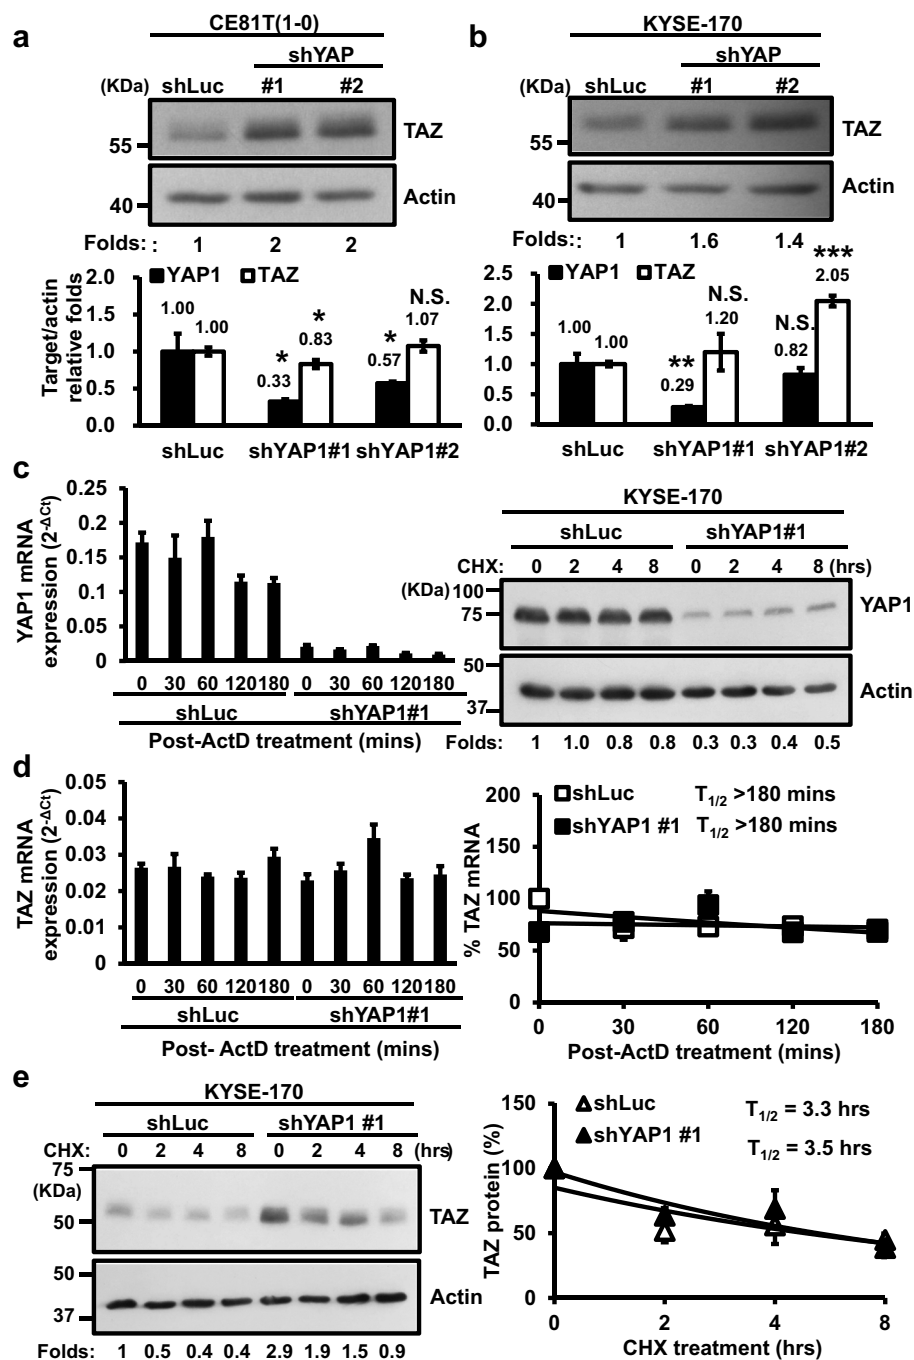 a
CE81T(1-0)
shYAP
(KDa) shLuc #1 #2
TAZ
55
Actin
40
Folds: : 1 2 2
YAP1 TAZ
Target/actin
relative folds
2.0
1.5
1.0
0.5
0.0
1.00
1.00
*
0.33
*
0.83
*
0.57
N.S.
1.07
shLuc shYAP1#1 shYAP1#2
b
KYSE-170
shYAP
(KDa) shLuc #1 #2
TAZ
55
Actin
40
Folds: : 1 1.6 1.4
YAP1 TAZ
2.5
2.0
1.5
1.0
0.5
0.0
1.00
1.00
**
0.29
N.S.
1.20
N.S.
0.82
***
2.05
shLuc shYAP1#1 shYAP1#2
c
YAP1 mRNA
expression (2-ΔCt)
0.25
0.2
0.15
0.1
0.05
0
0 30 60 120 180 0 30 60 120 180
shLuc shYAP1#1
Post-ActD treatment (mins)
KYSE-170
shLuc shYAP1#1
CHX: 0 2 4 8 0 2 4 8 (hrs)
(KDa)
100
75
YAP1
50
Actin
37
Folds: 1 1.0 0.8 0.8 0.3 0.3 0.4 0.5
d
TAZ mRNA
expression (2-ΔCt)
0.05
0.04
0.03
0.02
0.01
0
0 30 60 120 180 0 30 60 120 180
shLuc shYAP1#1
Post- ActD treatment (mins)
% TAZ mRNA
200
150
100
50
0
shLuc T1/2 >180 mins
shYAP1 #1 T1/2 >180 mins
0 30 60 120 180
Post-ActD treatment (mins)
e
KYSE-170
shLuc shYAP1 #1
CHX: 0 2 4 8 0 2 4 8 (hrs)
75
(KDa)
50
TAZ
50
Actin
37
Folds: 1 0.5 0.4 0.4 2.9 1.9 1.5 0.9
TAZ protein (%)
150
100
50
0
shLuc T1/2 = 3.3 hrs
shYAP1 #1 T1/2 = 3.5 hrs
0 2 4 8
CHX treatment (hrs)